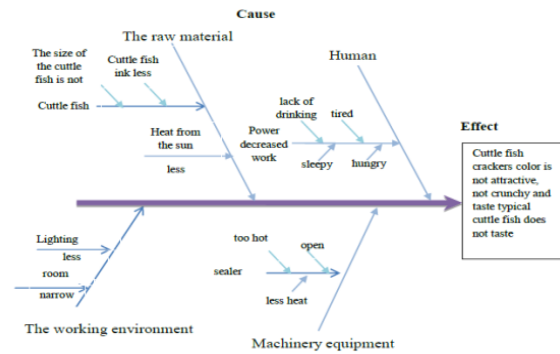 Cause
The raw material
Human
The size of
the cuttle
fish is not
Cuttle fish
ink less
Cuttle fish
Heat from
the sun
less
lack of
drinking
tired
Power
decreased
work
sleepy
hungry
Effect
Cuttle fish
crackers color is
not attractive,
not crunchy and
taste typical
cuttle fish does
not taste
Lighting
less
room
narrow
The working environment
too hot
open
sealer
less heat
Machinery equipment